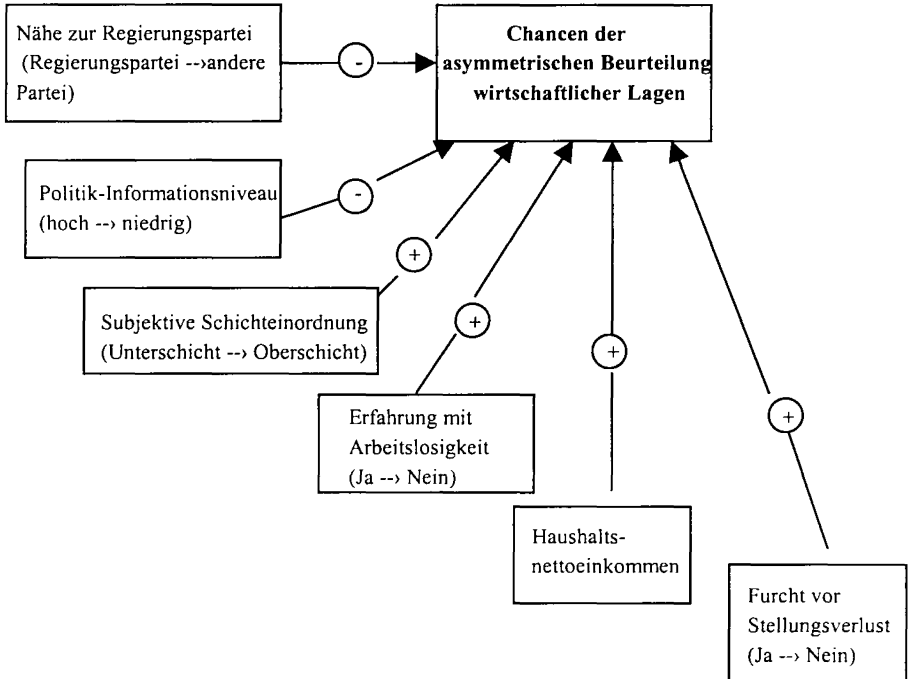 Nähe zur Regierungspartei
(Regierungspartei -->andere
Partei)
-
Chancen der
asymmetrischen Beurteilung
wirtschaftlicher Lagen
Politik-Informationsniveau
(hoch --> niedrig)
-
Subjektive Schichteinordnung
(Unterschicht --> Oberschicht)
+
Erfahrung mit
Arbeitslosigkeit
(Ja --> Nein)
+
Haushalts-
nettoeinkommen
+
Furcht vor
Stellungsverlust
(Ja --> Nein)
+